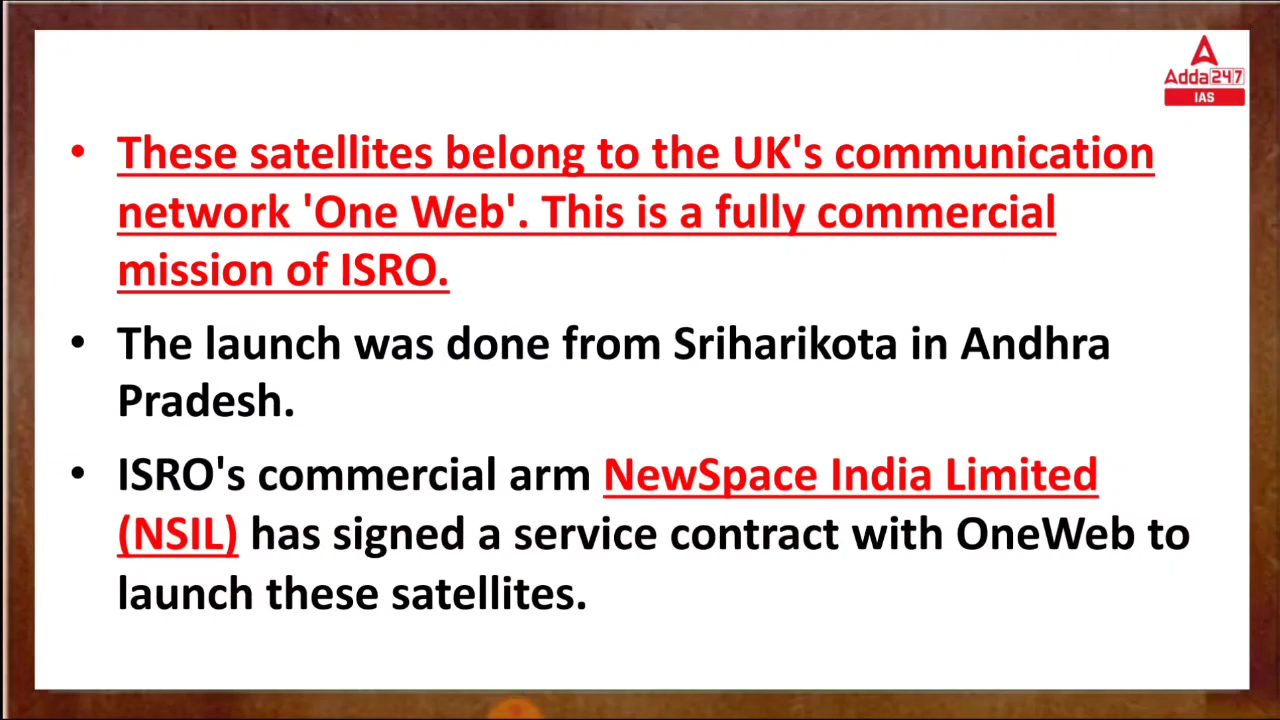 Adda247
IAS
• These satellites belong to the UK's communication
network 'One Web'. This is a fully commercial
mission of ISRO.
• The launch was done from Sriharikota in Andhra
Pradesh.
• ISRO's commercial arm NewSpace India Limited
(NSIL) has signed a service contract with OneWeb to
launch these satellites.